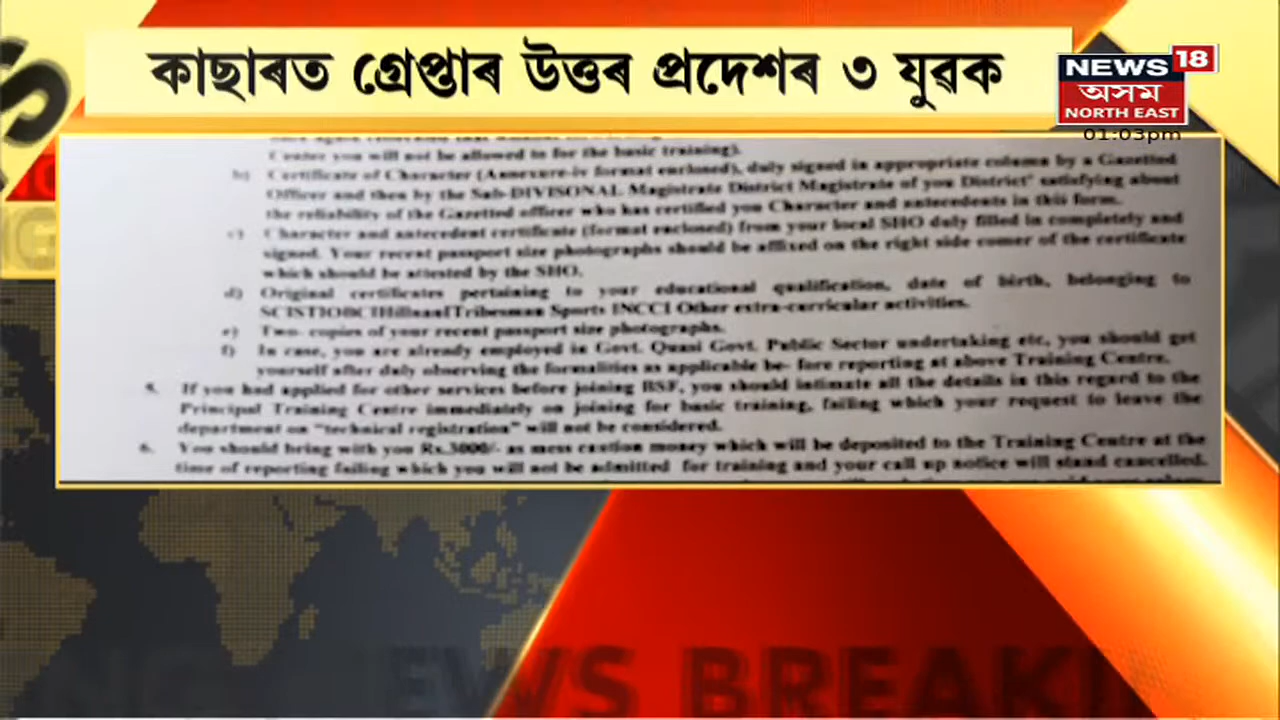 কাছাৰত গ্ৰেপ্তাৰ উত্তৰ প্ৰদেশৰ ৩ যুৱক
NEWS 18
অসম
NORTH EAST
01:03pm
Center you will not be allowed to for the basic training).
b) Certificate of Character (Annexure-iv format enclosed), duly signed in appropriate column by a Gazetted
Officer and then by the Sub-DIVISONAL Magistrate District Magistrate of you District' satisfying about
the reliability of the Gazetted officer who has certified you Character and antecedents in this form.
c) Character and antecedent certificate (format enclosed) from your local SHO duly filled in completely and
signed. Your recent passport size photographs should be affixed on the right side comer of the certificate
which should be attested by the SHO.
d) Original certificates pertaining to your educational qualification, date of birth, belonging to
Sports INCCI Other extra-curricular activities.
e) Two- copies of your recent passport size photographs.
f) In case, you are already employed in Govt. Quasi Govt. Public Sector undertaking etc, you should get
yourself after duly observing the formalities as applicable be- fore reporting at above Training Centre.
5. If you had applied for other services before joining BSF, you should intimate all the details in this regard to the
Principal Training Centre immediately on joining for basic training, failing which your request to leave the
department on "technical registration" will not be considered.
6. You should bring with you Rs.3000/- as mess caution money which will be deposited to the Training Centre at the
time of reporting failing which you will not be admitted for training and your call up notice will stand cancelled.
NEWS BREAKIN